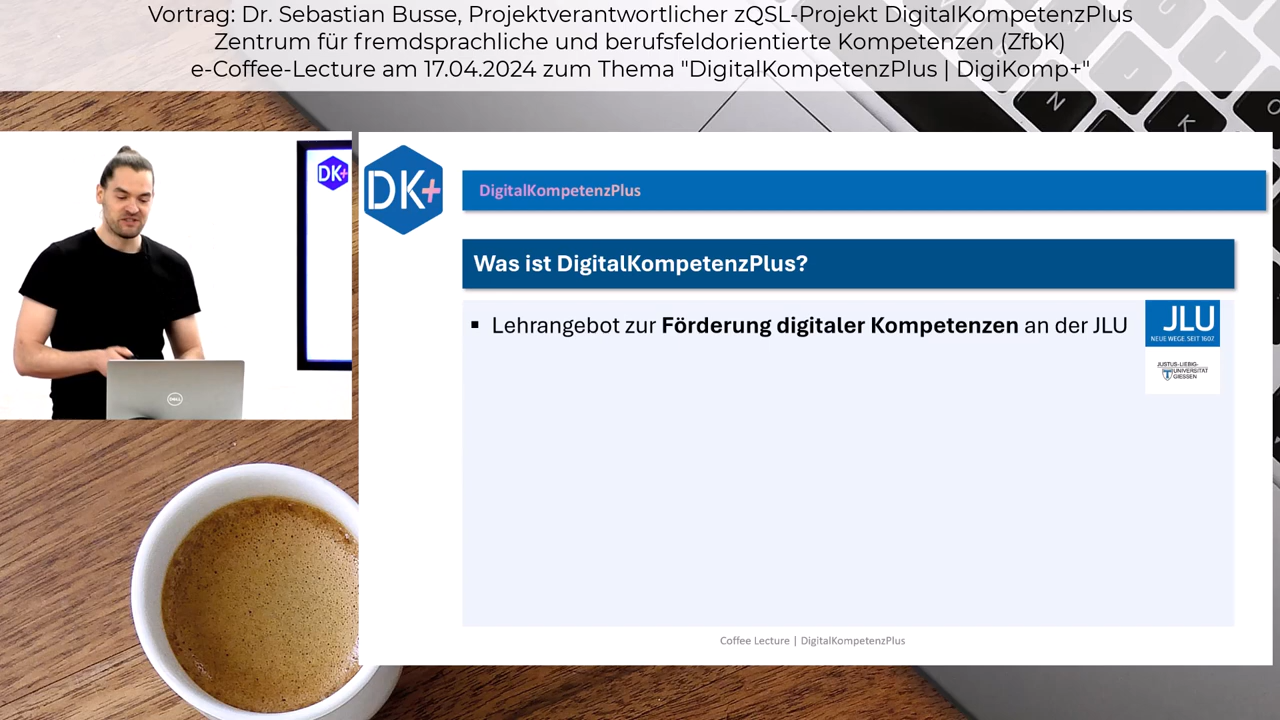 Vortrag: Dr. Sebastian Busse, Projektverantwortlicher zQSL-Projekt DigitalKompetenzPlus
Zentrum für fremdsprachliche und berufsfeldorientierte Kompetenzen (ZfbK)
e-Coffee-Lecture am 17.04.2024 zum Thema "DigitalKompetenzPlus | DigiKomp+"
N
J
I
K
O
DK+
DK+
DigitalKompetenzPlus
Was ist DigitalKompetenzPlus?
▪ Lehrangebot zur Förderung digitaler Kompetenzen an der JLU
JLU
NEUE WEGE. SEIT 1607
JUSTUS-LIEBIG-
UNIVERSITÄT
GIESSEN
DELL
Coffee Lecture | DigitalKompetenzPlus